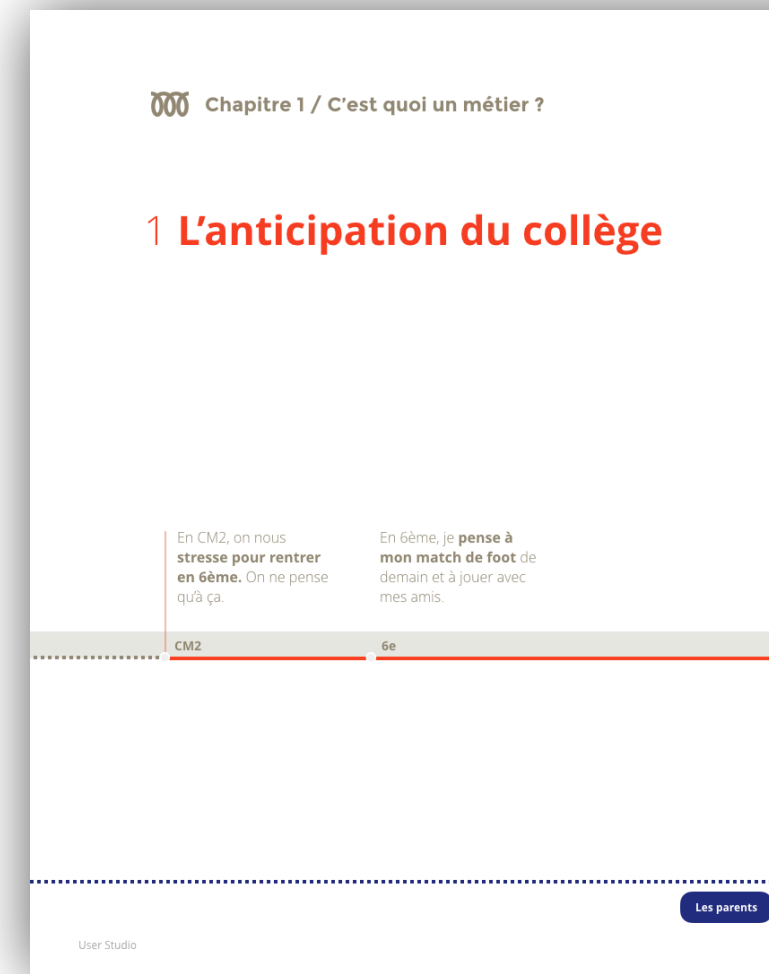 Chapitre 1 / C’est quoi un métier ?
1 L’anticipation du collège
En CM2, on nous
stresse pour rentrer
en 6ème. On ne pense
qu’à ça.
En 6ème, je pense à
mon match de foot de
demain et à jouer avec
mes amis.
CM2
6e
Les parents
User Studio